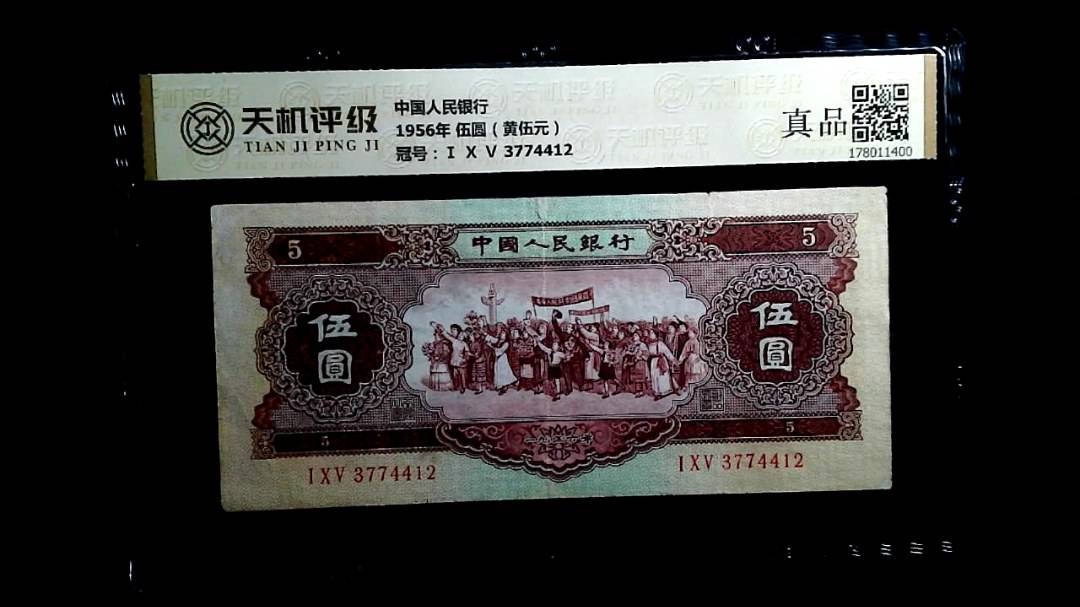 天机评级
TIAN JI PING JI
中国人民银行
1956年 伍圆（黄伍元）
冠号：I X V 3774412
真品
178011400
5
中國人民銀行
5
伍圓
伍圓
5
5
IXV 3774412
IXV 3774412